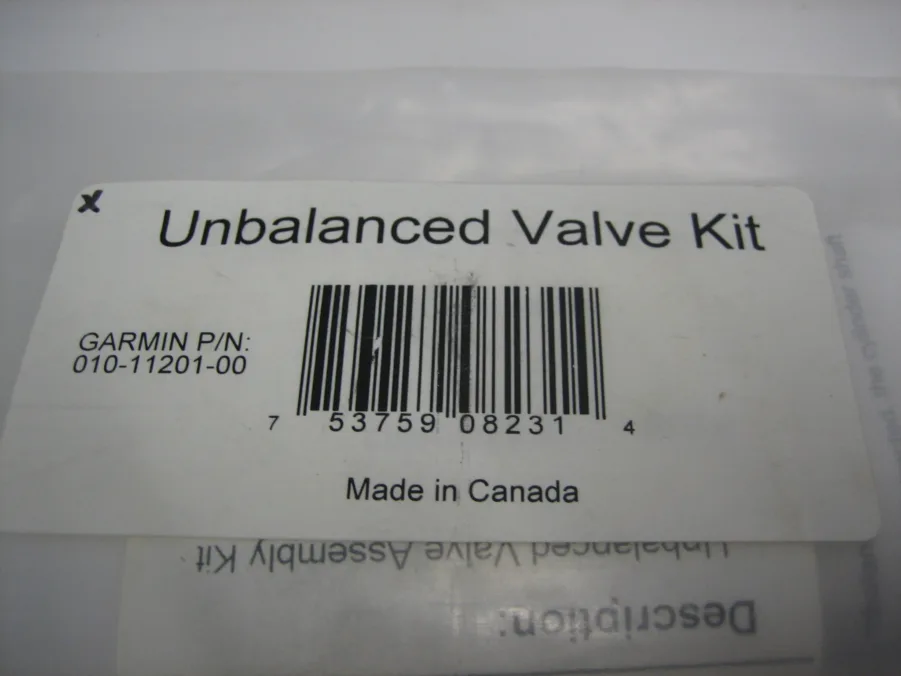 x
Unbalanced Valve Kit
GARMIN P/N:
010-11201-00
7 53759 08231 4
Made in Canada
Unbalanced Valve Assembly Kit
Description: